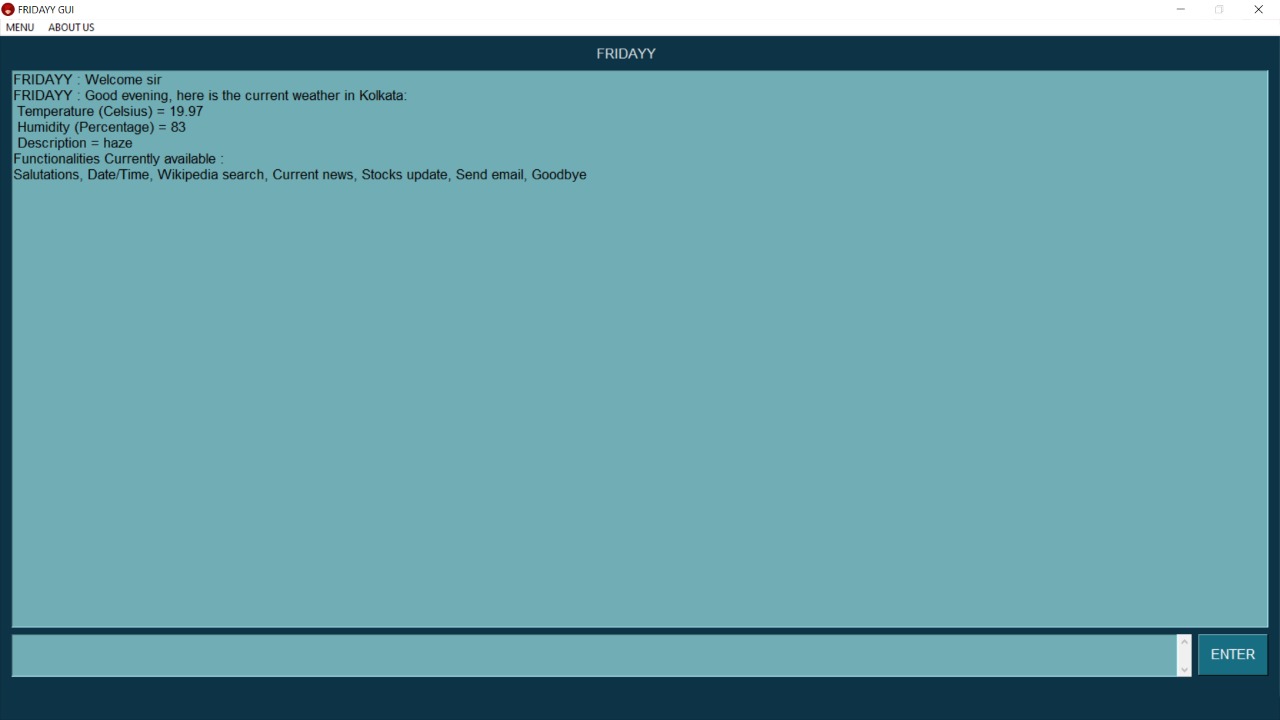 FRIDAYY GUI
MENU ABOUT US
FRIDAYY
FRIDAYY : Welcome sir
FRIDAYY : Good evening, here is the current weather in Kolkata:
Temperature (Celsius) = 19.97
Humidity (Percentage) = 83
Description = haze
Functionalities Currently available :
Salutations, Date/Time, Wikipedia search, Current news, Stocks update, Send email, Goodbye
ENTER